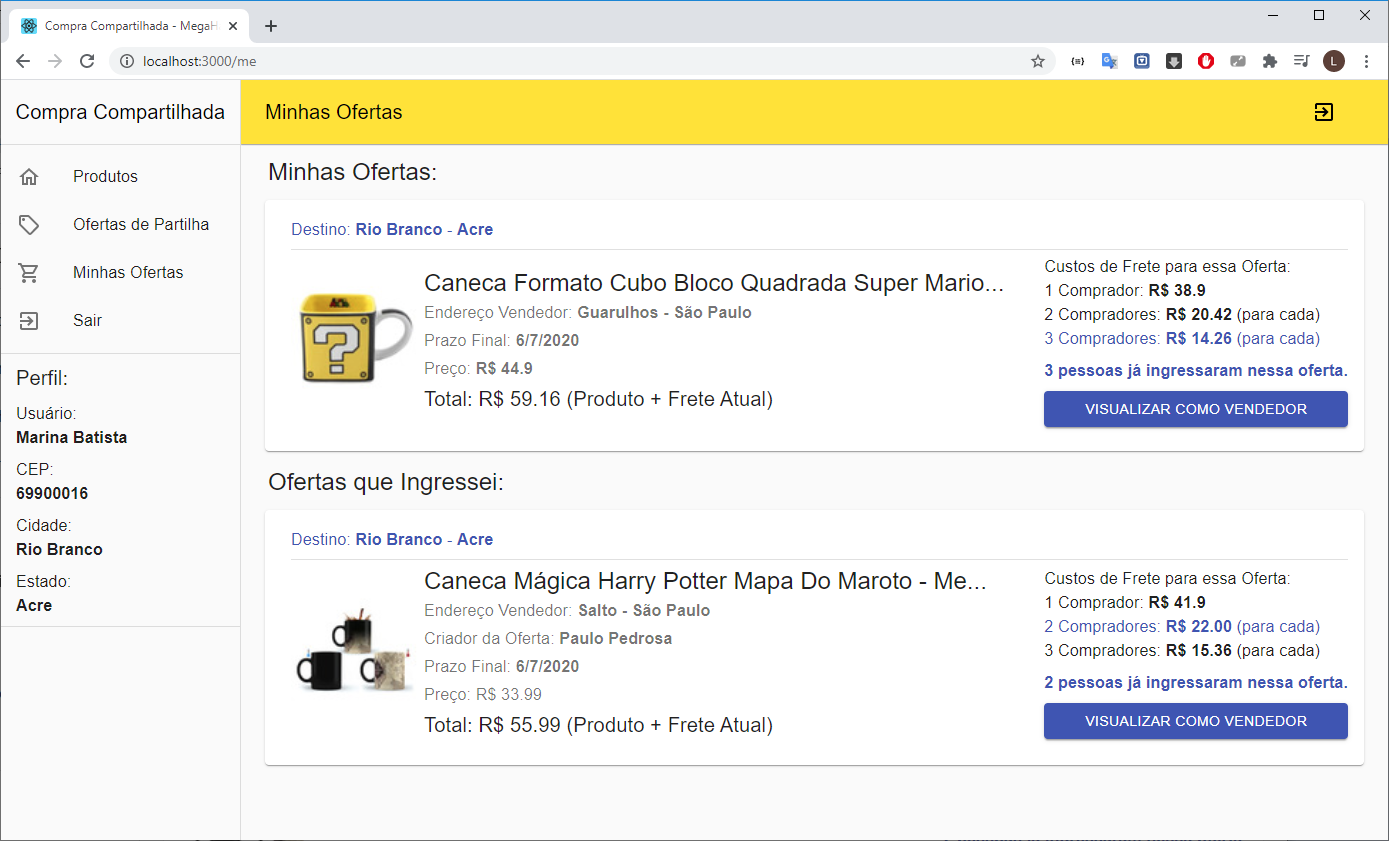 Compra Compartilhada - MegaH
localhost:3000/me
L
Compra Compartilhada
Minhas Ofertas
Produtos
Ofertas de Partilha
Minhas Ofertas
Sair
Perfil:
Usuário:
Marina Batista
CEP:
69900016
Cidade:
Rio Branco
Estado:
Acre
Minhas Ofertas:
Destino: Rio Branco - Acre
Caneca Formato Cubo Bloco Quadrada Super Mario...
Endereço Vendedor: Guarulhos - São Paulo
Prazo Final: 6/7/2020
Preço: R$ 44.9
Total: R$ 59.16 (Produto + Frete Atual)
Custos de Frete para essa Oferta:
1 Comprador: R$ 38.9
2 Compradores: R$ 20.42 (para cada)
3 Compradores: R$ 14.26 (para cada)
3 pessoas já ingressaram nessa oferta.
VISUALIZAR COMO VENDEDOR
Ofertas que Ingressei:
Destino: Rio Branco - Acre
Caneca Mágica Harry Potter Mapa Do Maroto - Me...
Endereço Vendedor: Salto - São Paulo
Criador da Oferta: Paulo Pedrosa
Prazo Final: 6/7/2020
Preço: R$ 33.99
Total: R$ 55.99 (Produto + Frete Atual)
Custos de Frete para essa Oferta:
1 Comprador: R$ 41.9
2 Compradores: R$ 22.00 (para cada)
3 Compradores: R$ 15.36 (para cada)
2 pessoas já ingressaram nessa oferta.
VISUALIZAR COMO VENDEDOR